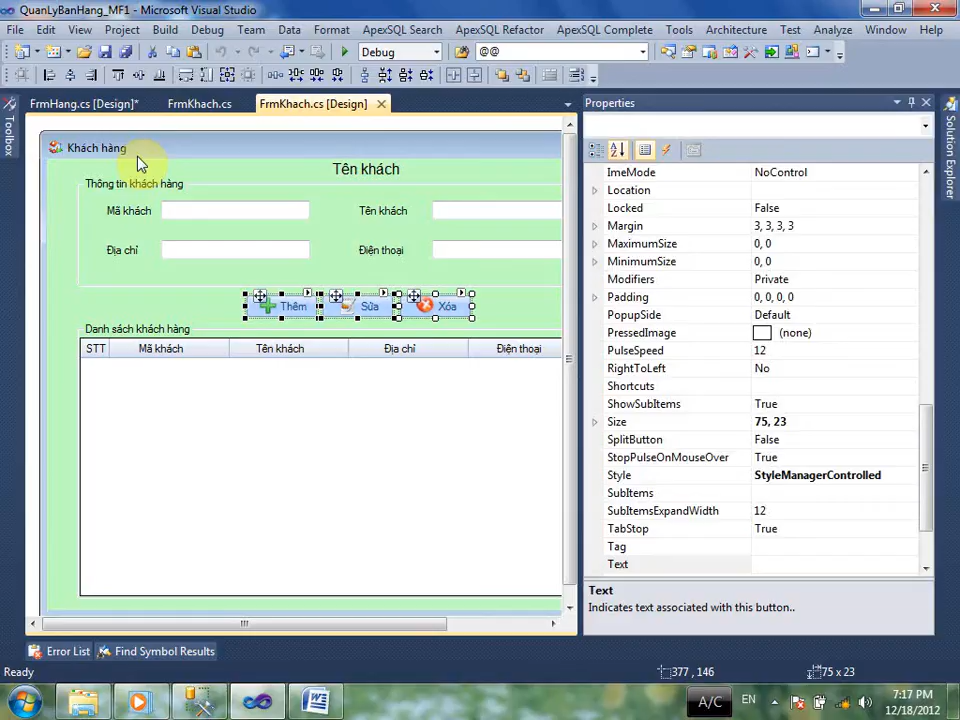 QuanLyBanHang_MF1 - Microsoft Visual Studio
File Edit View Project Build Debug Team Data Format ApexSQL Search ApexSQL Refactor ApexSQL Complete Tools Architecture Test Analyze Window Help
Debug @@
FrmHang.cs [Design]* FrmKhach.cs FrmKhach.cs [Design]
Toolbox
Khách hàng
Tên khách
Thông tin khách hàng
Mã khách Tên khách
Địa chỉ Điện thoại
Thêm Sửa Xóa
Danh sách khách hàng
STT Mã khách Tên khách Địa chỉ Điện thoại
Properties
ImeMode NoControl
Location
Locked False
Margin 3, 3, 3, 3
MaximumSize 0, 0
MinimumSize 0, 0
Modifiers Private
Padding 0, 0, 0, 0
PopupSide Default
PressedImage (none)
PulseSpeed 12
RightToLeft No
Shortcuts
ShowSubItems True
Size 75, 23
SplitButton False
StopPulseOnMouseOver True
Style StyleManagerControlled
SubItems
SubItemsExpandWidth 12
TabStop True
Tag
Text
Text
Indicates text associated with this button..
Solution Explorer
Error List Find Symbol Results
Ready 377 , 146 75 x 23
A/C EN 7:17 PM
12/18/2012